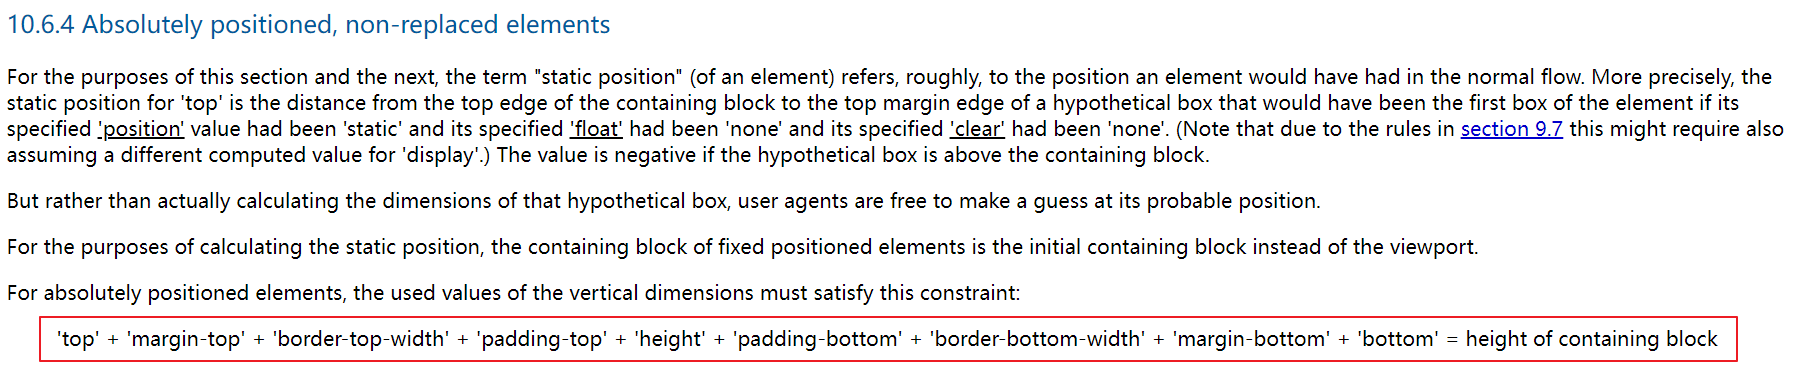 10.6.4 Absolutely positioned, non-replaced elements
For the purposes of this section and the next, the term "static position" (of an element) refers, roughly, to the position an element would have had in the normal flow. More precisely, the
static position for 'top' is the distance from the top edge of the containing block to the top margin edge of a hypothetical box that would have been the first box of the element if its
specified 'position' value had been 'static' and its specified 'float' had been 'none' and its specified 'clear' had been 'none'. (Note that due to the rules in section 9.7 this might require also
assuming a different computed value for 'display'.) The value is negative if the hypothetical box is above the containing block.
But rather than actually calculating the dimensions of that hypothetical box, user agents are free to make a guess at its probable position.
For the purposes of calculating the static position, the containing block of fixed positioned elements is the initial containing block instead of the viewport.
For absolutely positioned elements, the used values of the vertical dimensions must satisfy this constraint:
'top' + 'margin-top' + 'border-top-width' + 'padding-top' + 'height' + 'padding-bottom' + 'border-bottom-width' + 'margin-bottom' + 'bottom' = height of containing block